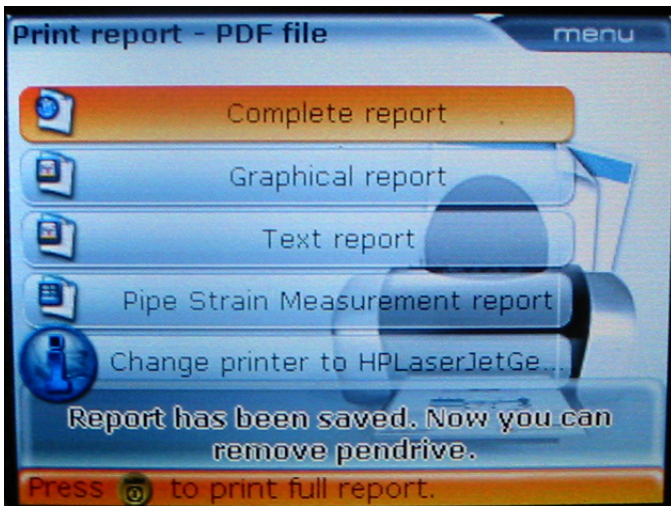 Print report - PDF file
menu
Complete report
Graphical report
Text report
Pipe Strain Measurement report
Change printer to HPLaserJetGe...
Report has been saved. Now you can
remove pendrive.
Press to print full report.